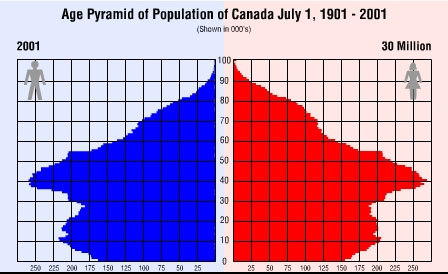 Age Pyramid of Population of Canada July 1, 1901 - 2001
(Shown in 000's)
2001
30 Million
100
90
80
70
60
50
40
30
20
10
0
250 225 200 175 150 125 100 75 50 25
25 50 75 100 125 150 175 200 225 250